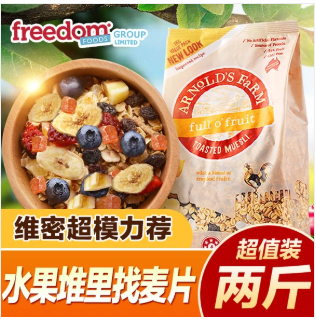 freedom
FOODS
GROUP
LIMITED
NEW LOOK
ARNOLD'S FARM
full o' fruit
TOASTED MUESLI
维密超模力荐
水果堆里找麦片
超值装
两斤